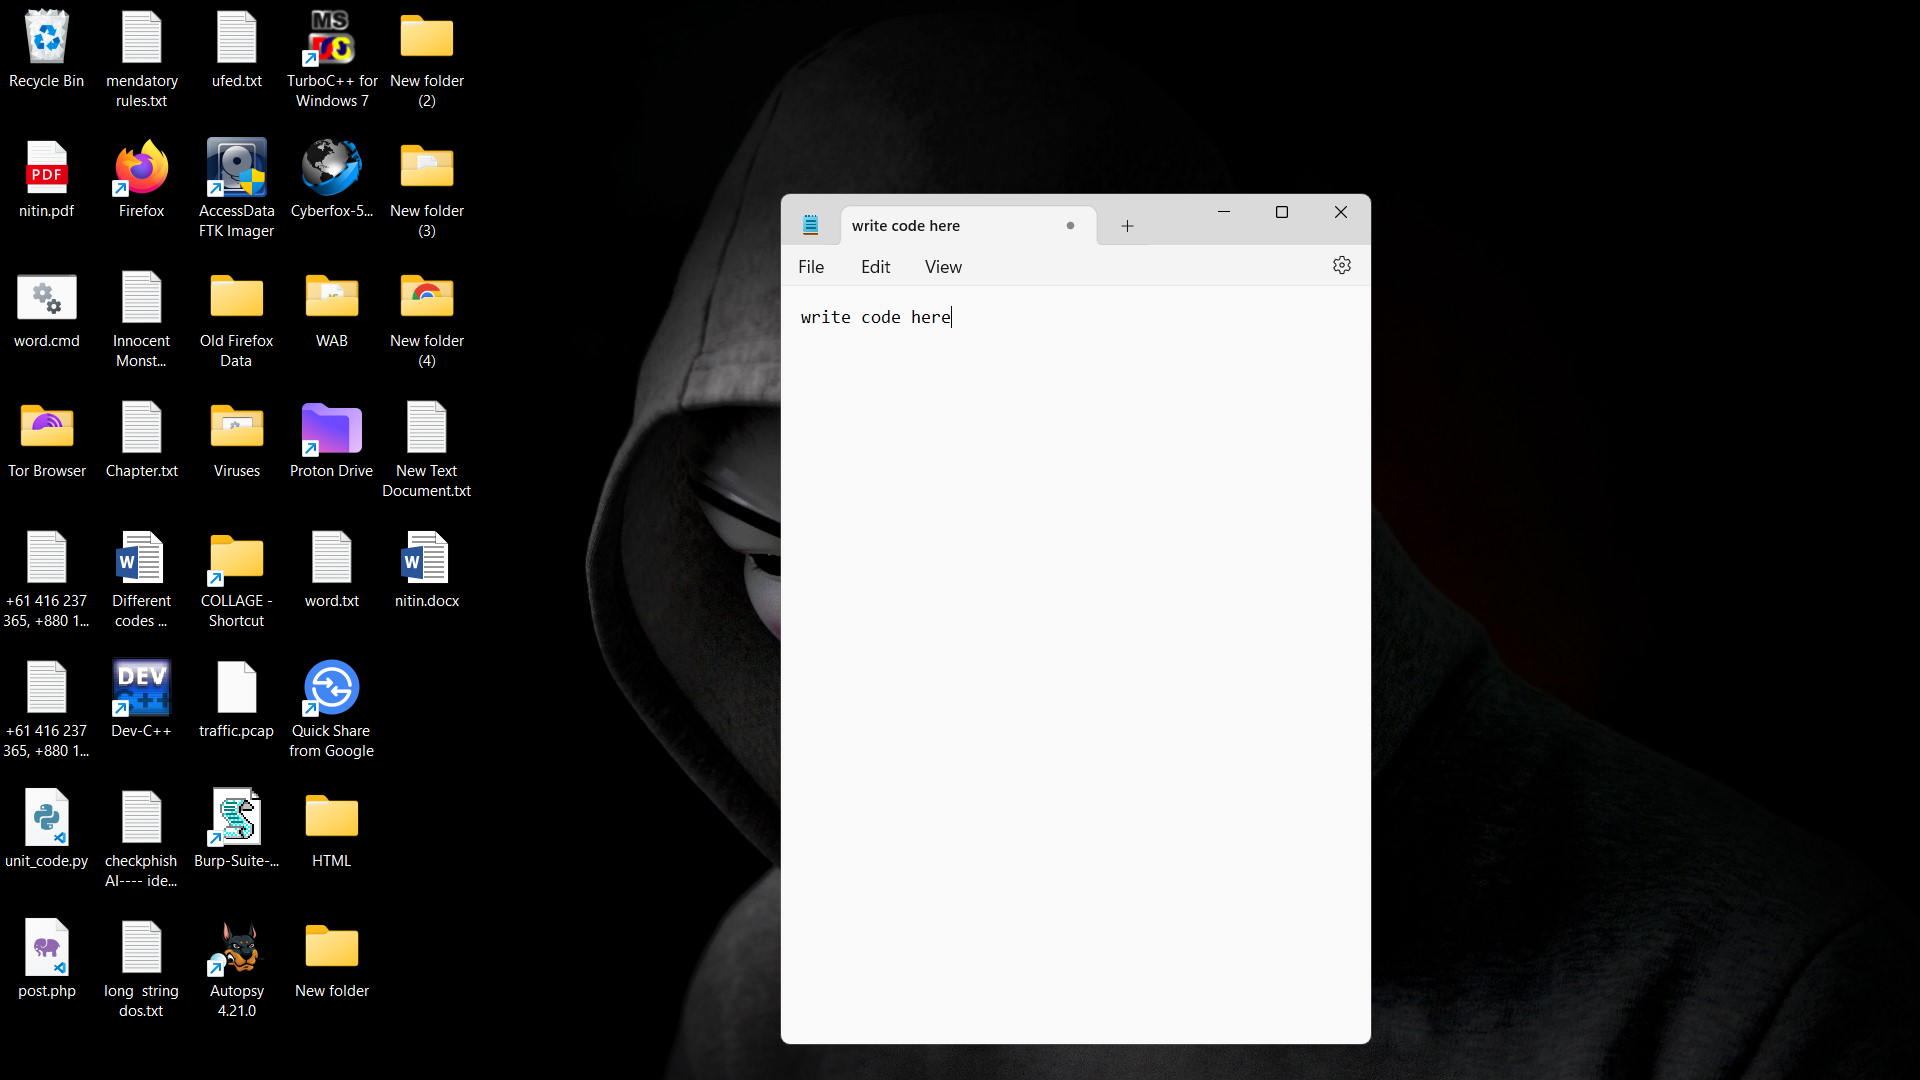 Recycle Bin
mendatory
rules.txt
ufed.txt
MS
TurboC++ for
Windows 7
New folder
(2)
PDF
nitin.pdf
Firefox
AccessData
FTK Imager
Cyberfox-5...
New folder
(3)
word.cmd
Innocent
Monst...
Old Firefox
Data
WAB
New folder
(4)
Tor Browser
Chapter.txt
Viruses
Proton Drive
New Text
Document.txt
+61 416 237
365, +880 1...
W
Different
codes ...
COLLAGE -
Shortcut
word.txt
W
nitin.docx
+61 416 237
365, +880 1...
DEV
C++
Dev-C++
traffic.pcap
Quick Share
from Google
unit_code.py
checkphish
AI---- ide...
Burp-Suite-...
HTML
post.php
long string
dos.txt
Autopsy
4.21.0
New folder
write code here
File
Edit
View
write code here